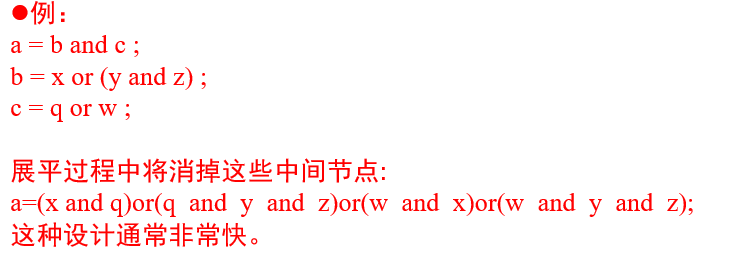 ●例：
a = b and c ;
b = x or (y and z) ;
c = q or w ;
展平过程中将消掉这些中间节点:
a=(x and q)or(q and y and z)or(w and x)or(w and y and z);
这种设计通常非常快。